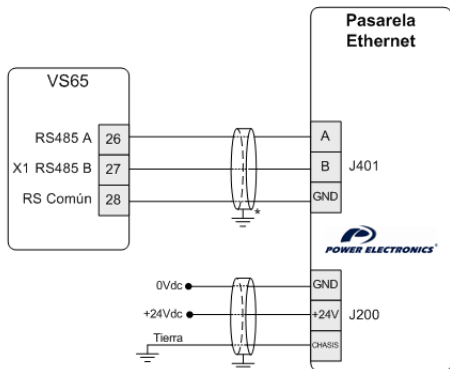 Pasarela
Ethernet
VS65
RS485 A 26
X1 RS485 B 27
RS Común 28
A
B
GND
J401
*
POWER ELECTRONICS®
0Vdc
+24Vdc
Tierra
GND
+24V
CHASIS
J200